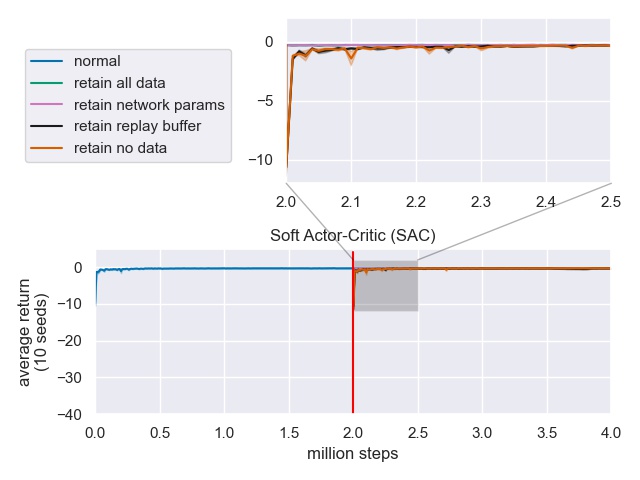 normal
retain all data
retain network params
retain replay buffer
retain no data
0
−5
−10
2.0 2.1 2.2 2.3 2.4 2.5
Soft Actor-Critic (SAC)
average return
(10 seeds)
0
−10
−20
−30
−40
0.0 0.5 1.0 1.5 2.0 2.5 3.0 3.5 4.0
million steps